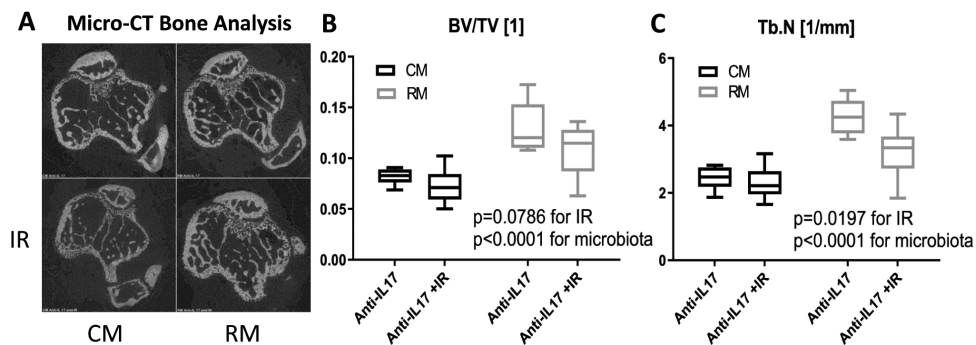 A Micro-CT Bone Analysis
IR
CM RM
B BV/TV [1]
0.20
0.15
0.10
0.05
0.00
CM
RM
p=0.0786 for IR
p<0.0001 for microbiota
Anti-IL17
Anti-IL17 +IR
Anti-IL17
Anti-IL17 +IR
C Tb.N [1/mm]
6
4
2
0
CM
RM
p=0.0197 for IR
p<0.0001 for microbiota
Anti-IL17
Anti-IL17 +IR
Anti-IL17
Anti-IL17 +IR